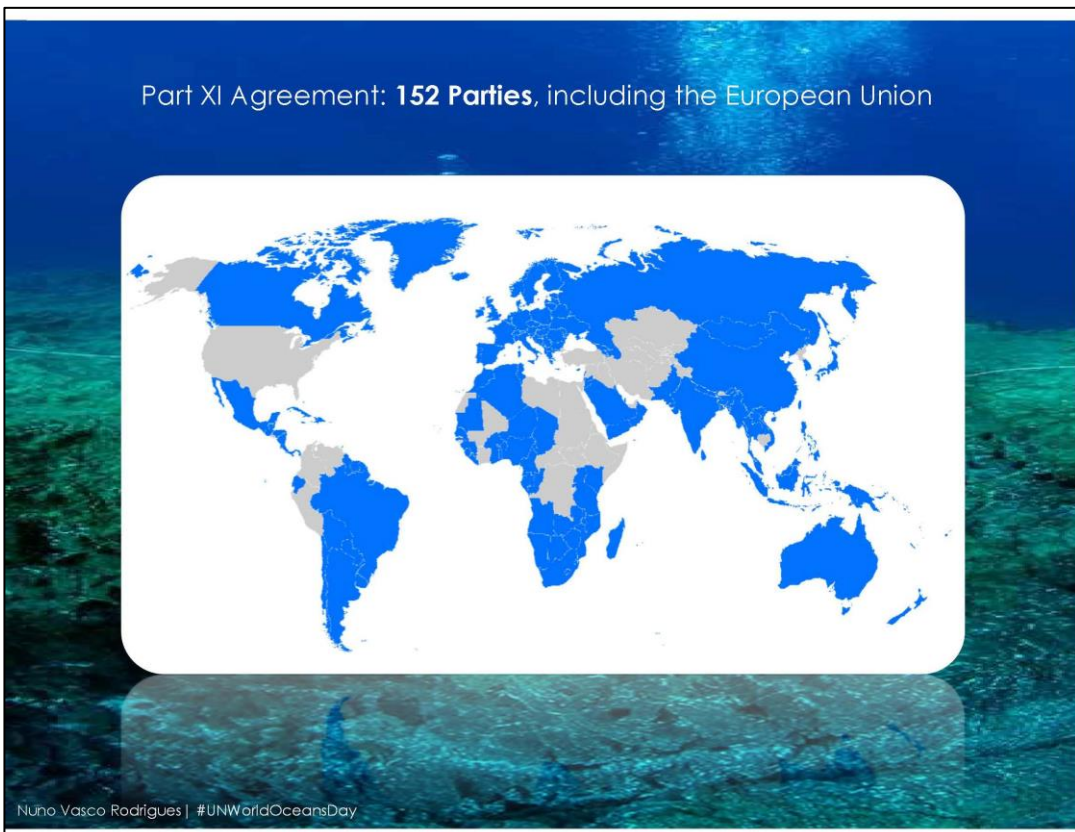 Part XI Agreement: 152 Parties, including the European Union
Nuno Vasco Rodrigues| #UNWorldOceansDay